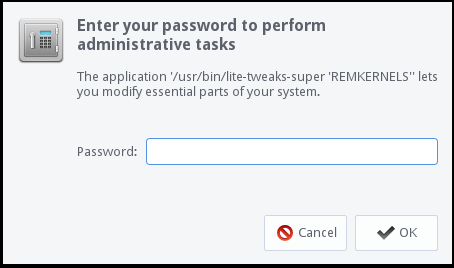 Enter your password to perform
administrative tasks
The application '/usr/bin/lite-tweaks-super 'REMKERNELS'' lets
you modify essential parts of your system.
Password:
Cancel
OK